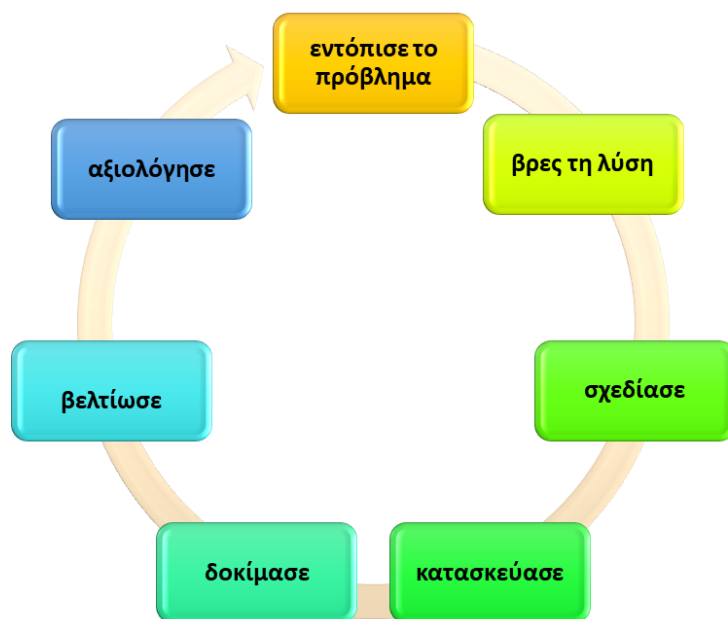 εντόπισε το
πρόβλημα
βρες τη λύση
σχεδίασε
κατασκεύασε
δοκίμασε
βελτίωσε
αξιολόγησε